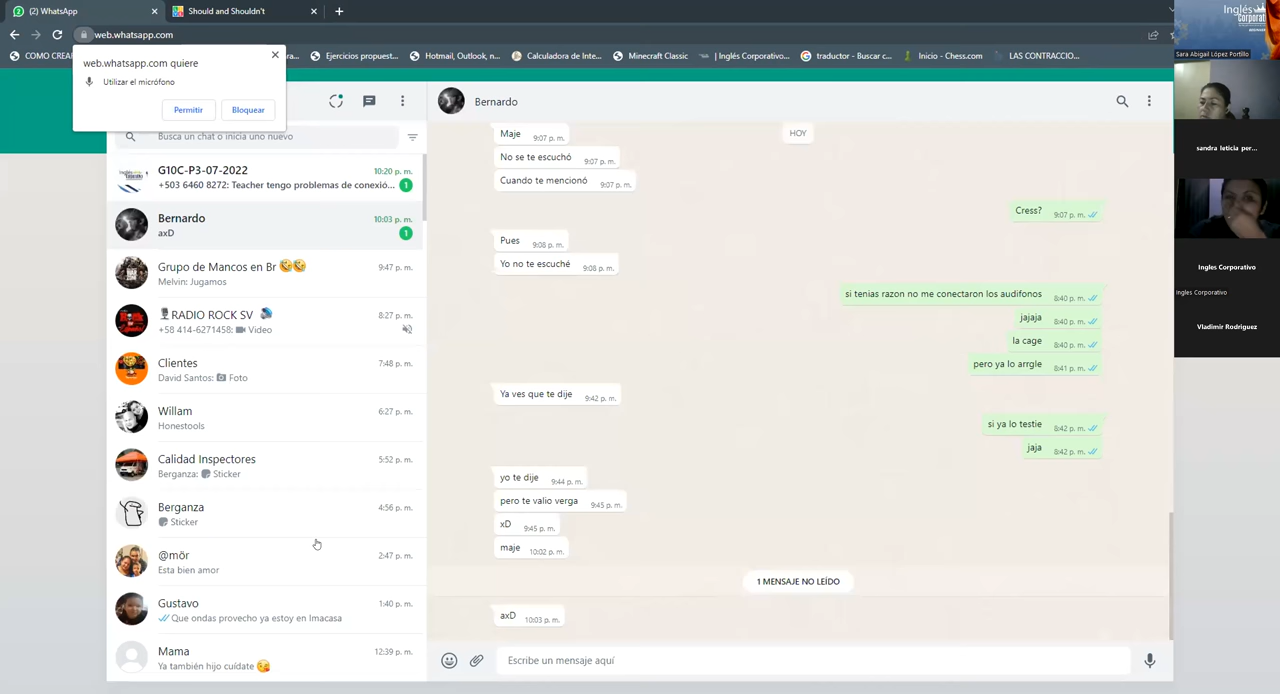 (2) WhatsApp
Should and Shouldn't
web.whatsapp.com
COMO CREA
Ejercicios propuest...
Hotmail, Outlook, n...
Calculadora de Inte...
Minecraft Classic
| Inglés Corporativo...
traductor - Buscar c...
Inicio - Chess.com
LAS CONTRACCIO...
web.whatsapp.com quiere
Utilizar el micrófono
Permitir
Bloquear
Busca un chat o inicia uno nuevo
G10C-P3-07-2022
10:20 p. m.
+503 6460 8272: Teacher tengo problemas de conexió...
1
Bernardo
10:03 p. m.
axD
1
Grupo de Mancos en Br 🤣🤣
9:47 p. m.
Melvin: Jugamos
RADIO ROCK SV
8:27 p. m.
+58 414-6271458: Video
Clientes
7:48 p. m.
David Santos: Foto
Willam
6:27 p. m.
Honestools
Calidad Inspectores
5:52 p. m.
Berganza: Sticker
Berganza
4:56 p. m.
Sticker
@mör
2:47 p. m.
Esta bien amor
Gustavo
1:40 p. m.
Que ondas provecho ya estoy en Imacasa
Mama
12:39 p. m.
Ya también hijo cuídate 😘
Bernardo
HOY
Maje 9:07 p. m.
No se te escuchó 9:07 p. m.
Cuando te mencionó 9:07 p. m.
Cress? 9:07 p. m.
Pues 9:08 p. m.
Yo no te escuché 9:08 p. m.
si tenias razon no me conectaron los audifonos 8:40 p. m.
jajaja 8:40 p. m.
la cage 8:40 p. m.
pero ya lo arrgle 8:41 p. m.
Ya ves que te dije 9:42 p. m.
si ya lo testie 8:42 p. m.
jaja 8:42 p. m.
yo te dije 9:44 p. m.
pero te valio verga 9:45 p. m.
xD 9:45 p. m.
maje 10:02 p. m.
1 MENSAJE NO LEÍDO
axD 10:03 p. m.
Escribe un mensaje aquí
Inglés
Corporativo
Sara Abigail López Portillo
sandra leticia per...
Ingles Corporativo
Ingles Corporativo
Vladimir Rodriguez